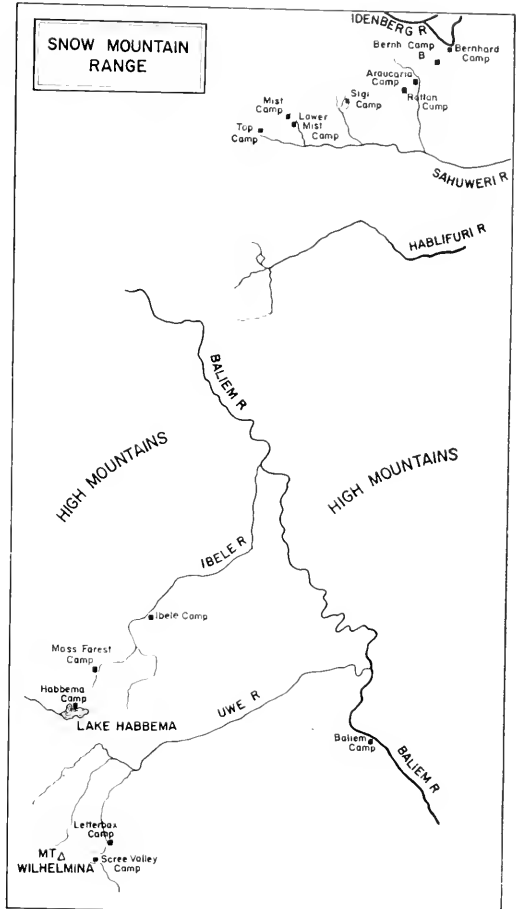 SNOW MOUNTAIN
RANGE
IDENBERG R
Bernh Camp
B
Bernhard
Camp
Araucaria
Camp
Rattan
Camp
Sigi
Camp
Mist
Camp
Lower
Mist
Camp
Top
Camp
SAHUWERI R
HABLIFURI R
BALIEM R
HIGH MOUNTAINS
HIGH MOUNTAINS
IBELE R
Ibele Camp
Moss Forest
Camp
Habbema
Camp
LAKE HABBEMA
UWE R
Baliem
Camp
BALIEM R
Letterbox
Camp
MT
WILHELMINA
Scree Valley
Camp